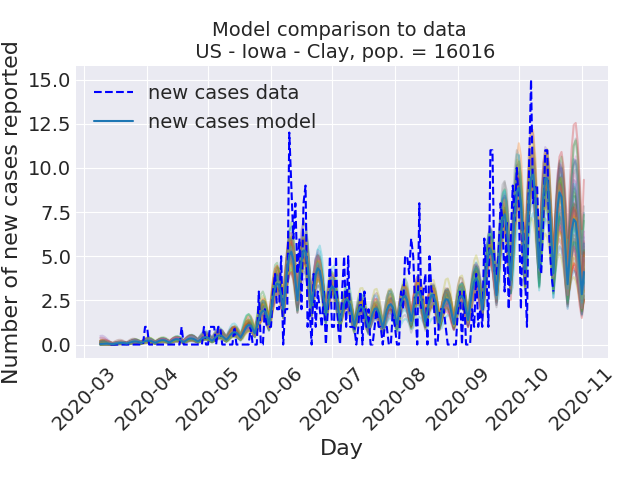 Model comparison to data
US - Iowa - Clay, pop. = 16016
Number of new cases reported
15.0
12.5
10.0
7.5
5.0
2.5
0.0
new cases data
new cases model
2020-03
2020-04
2020-05
2020-06
2020-07
2020-08
2020-09
2020-10
2020-11
Day